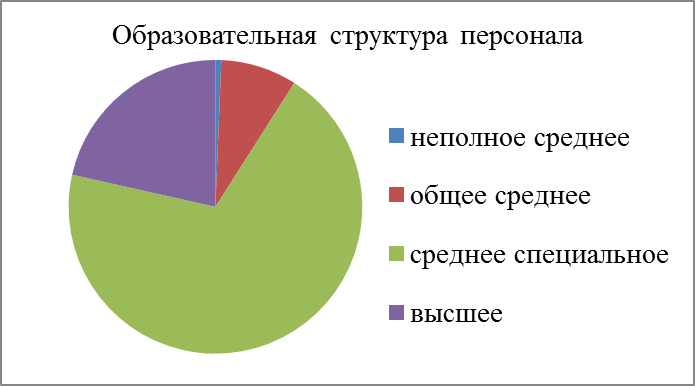 Образовательная структура персонала
неполное среднее
общее среднее
среднее специальное
высшее